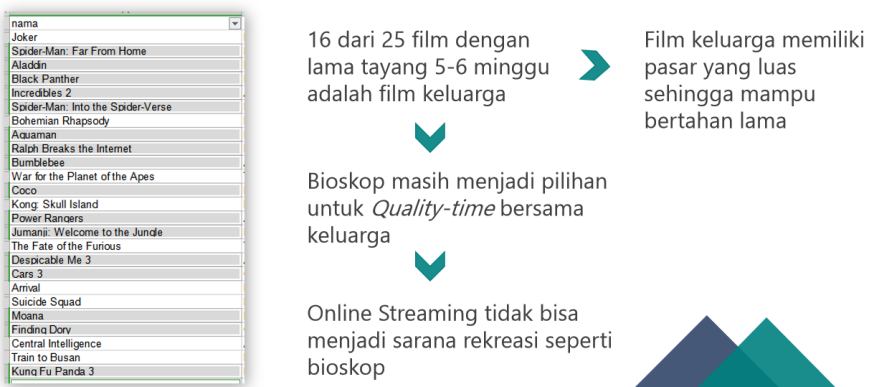 nama
Joker
Spider-Man: Far From Home
Aladdin
Black Panther
Incredibles 2
Spider-Man: Into the Spider-Verse
Bohemian Rhapsody
Aquaman
Ralph Breaks the Internet
Bumblebee
War for the Planet of the Apes
Coco
Kong: Skull Island
Power Rangers
Jumanji: Welcome to the Jungle
The Fate of the Furious
Despicable Me 3
Cars 3
Arrival
Suicide Squad
Moana
Finding Dory
Central Intelligence
Train to Busan
Kung Fu Panda 3
16 dari 25 film dengan
lama tayang 5-6 minggu
adalah film keluarga
Film keluarga memiliki
pasar yang luas
sehingga mampu
bertahan lama
Bioskop masih menjadi pilihan
untuk Quality-time bersama
keluarga
Online Streaming tidak bisa
menjadi sarana rekreasi seperti
bioskop